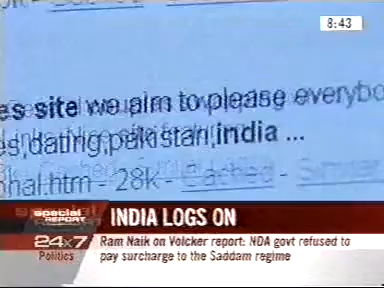 8:43
es site we aim to please everybo
es,dating,pakistan,india ...
onal.htm - 28k - Cached - Similar
special
REPORT
INDIA LOGS ON
24x7
Politics
Ram Naik on Volcker report: NDA govt refused to
pay surcharge to the Saddam regime